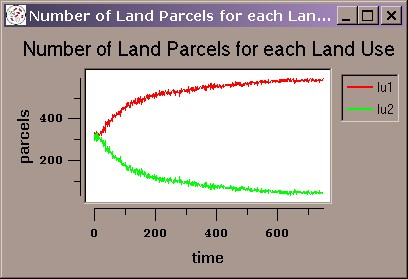 Number of Land Parcels for each Lan...
Number of Land Parcels for each Land Use
parcels
400
200
0
200
400
600
time
lu1
lu2